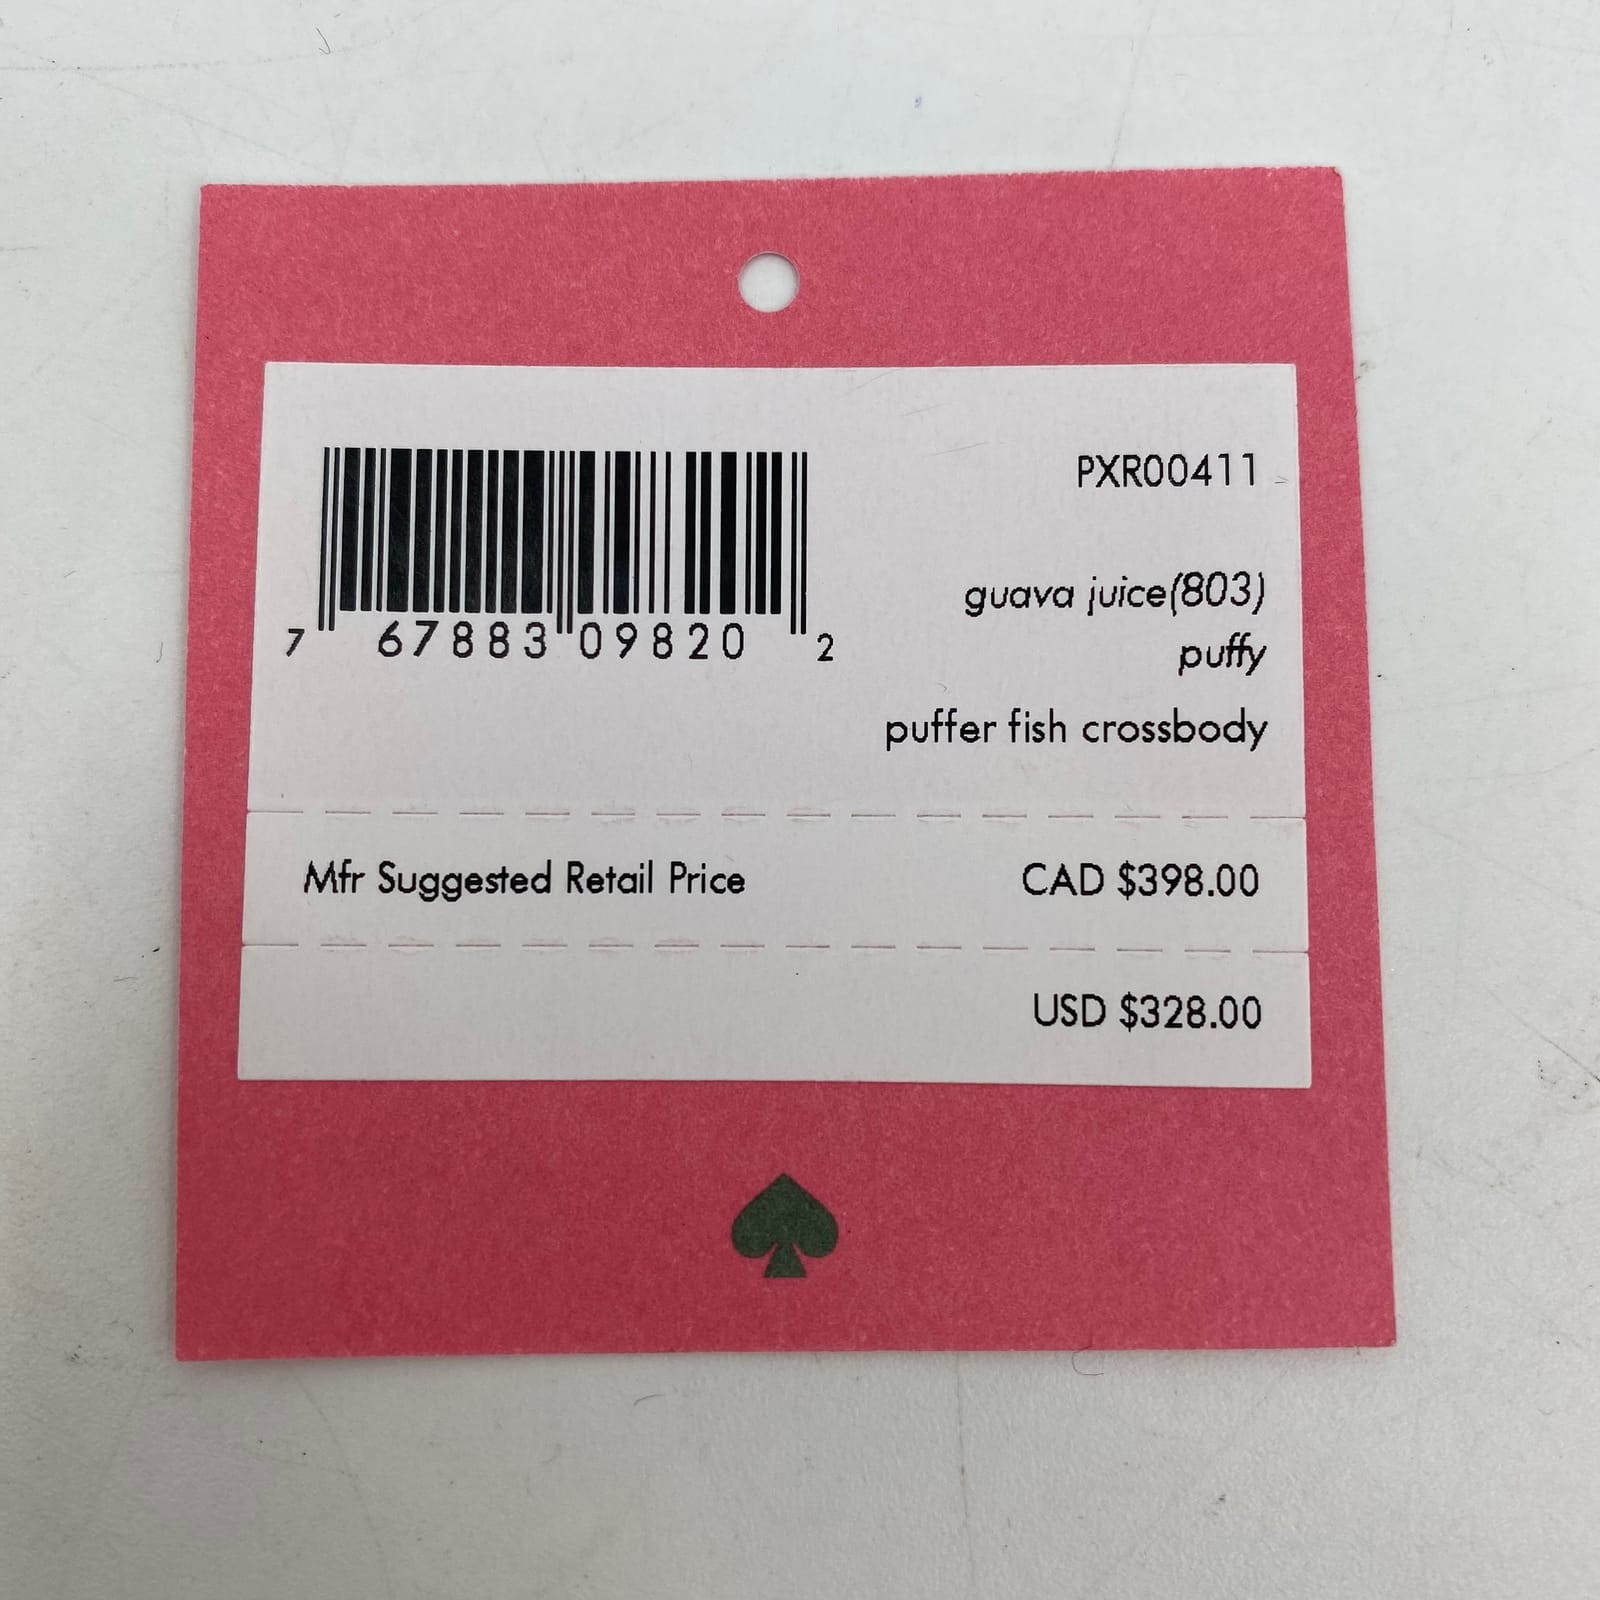 PXR00411
7 67883 09820 2
guava juice(803)
puffy
puffer fish crossbody
Mfr Suggested Retail Price CAD $398.00
USD $328.00